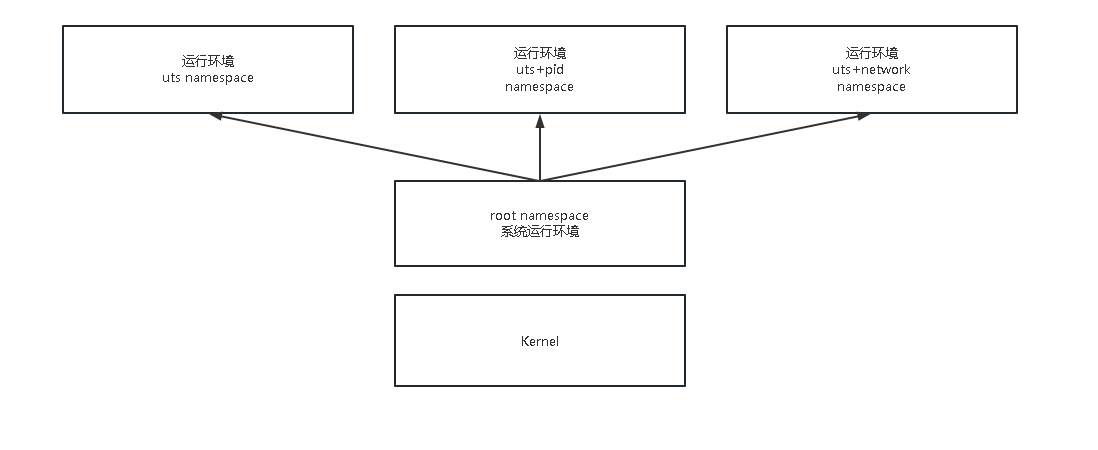 运行环境
uts namespace
运行环境
uts+pid
namespace
运行环境
uts+network
namespace
root namespace
系统运行环境
Kernel